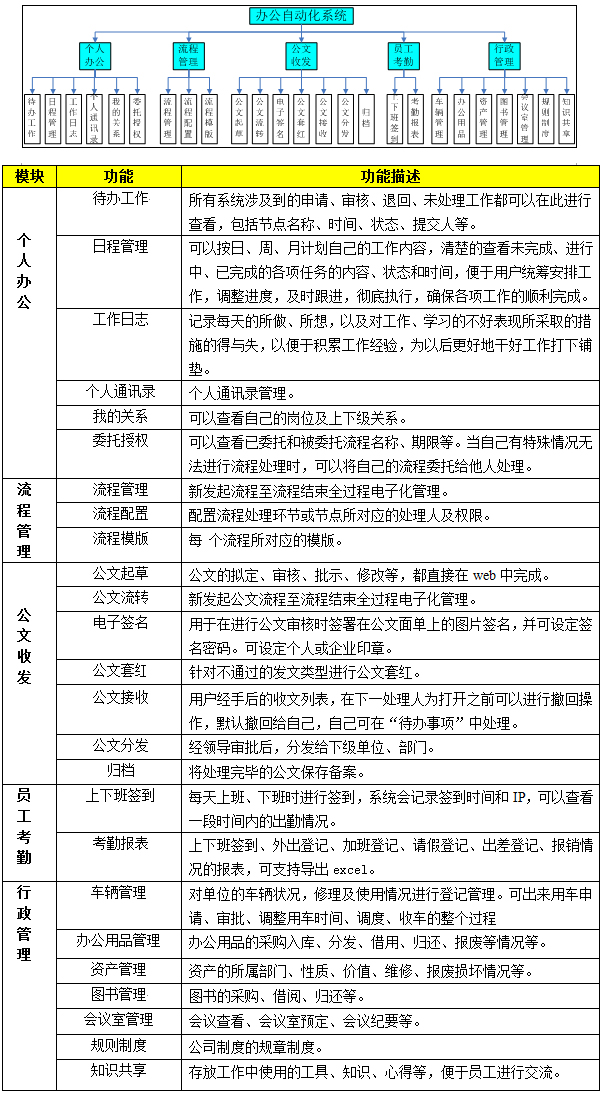 办公自动化系统
个人
办公
流程
管理
公文
收发
员工
考勤
行政
管理
待办工作
日程管理
工作日志
个人通讯录
我的关系
委托授权
流程管理
流程配置
流程模版
公文起草
公文流转
电子签名
公文套红
公文接收
公文分发
归档
上下班签到
考勤报表
车辆管理
办公用品
资产管理
图书管理
会议室管理
规则制度
知识共享
模块 功能 功能描述
个人办公
待办工作
所有系统涉及到的申请、审核、退回、未处理工作都可以在此进行
查看，包括节点名称、时间、状态、提交人等。
日程管理
可以按日、周、月计划自己的工作内容，清楚的查看未完成、进行
中、已完成的各项任务的内容、状态和时间，便于用户统筹安排工
作，调整进度，及时跟进，彻底执行，确保各项工作的顺利完成。
工作日志
记录每天的所做、所想，以及对工作、学习的不好表现所采取的措
施的得与失，以便于积累工作经验，为以后更好地干好工作打下铺
垫。
个人通讯录
个人通讯录管理。
我的关系
可以查看自己的岗位及上下级关系。
委托授权
可以查看已委托和被委托流程名称、期限等。当自己有特殊情况无
法进行流程处理时，可以将自己的流程委托给他人处理。
流程管理
流程管理
新发起流程至流程结束全过程电子化管理。
流程配置
配置流程处理环节或节点所对应的处理人及权限。
流程模版
每 个流程所对应的模版。
公文收发
公文起草
公文的拟定、审核、批示、修改等，都直接在 web 中完成。
公文流转
新发起公文流程至流程结束全过程电子化管理。
电子签名
用于在进行公文审核时签署在公文面单上的图片签名，并可设定签
名密码。可设定个人或企业印章。
公文套红
针对不通过的发文类型进行公文套红。
公文接收
用户经手后的收文列表，在下一处理人为打开之前可以进行撤回操
作，默认撤回给自己，自己可在“待办事项”中处理。
公文分发
经领导审批后，分发给下级单位、部门。
归档
将处理完毕的公文保存备案。
员工考勤
上下班签到
每天上班、下班时进行签到，系统会记录签到时间和 IP，可以查看
一段时间内的出勤情况。
考勤报表
上下班签到、外出登记、加班登记、请假登记、出差登记、报销情
况的报表，可支持导出 excel。
行政管理
车辆管理
对单位的车辆状况，修理及使用情况进行登记管理。可出来用车申
请、审批、调整用车时间、调度、收车的整个过程
办公用品管理
办公用品的采购入库、分发、借用、归还、报废等情况等。
资产管理
资产的所属部门、性质、价值、维修、报废损坏情况等。
图书管理
图书的采购、借阅、归还等。
会议室管理
会议查看、会议室预定、会议纪要等。
规则制度
公司制度的规章制度。
知识共享
存放工作中使用的工具、知识、心得等，便于员工进行交流。